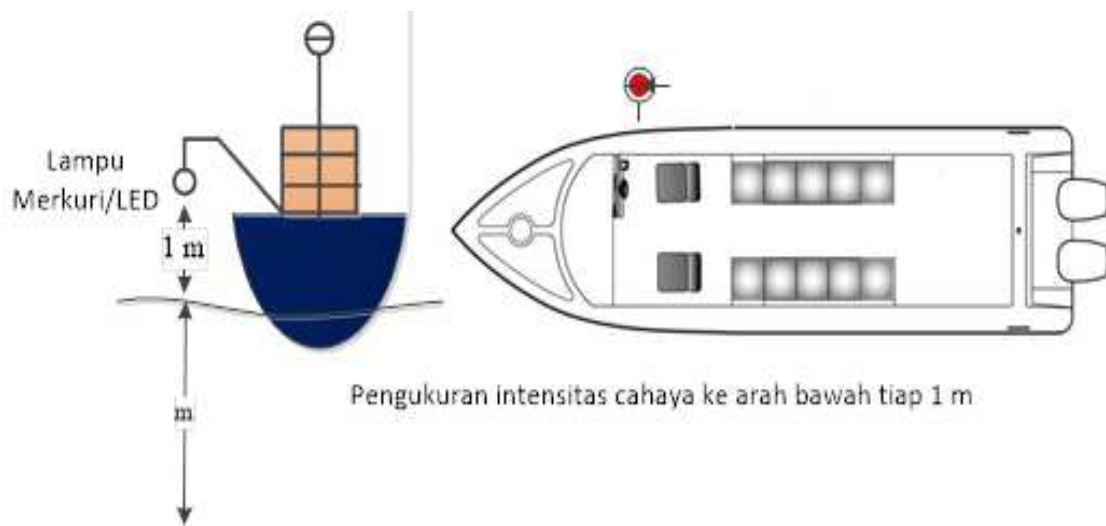 Lampu
Merkuri/LED
1 m
m
Pengukuran intensitas cahaya ke arah bawah tiap 1 m